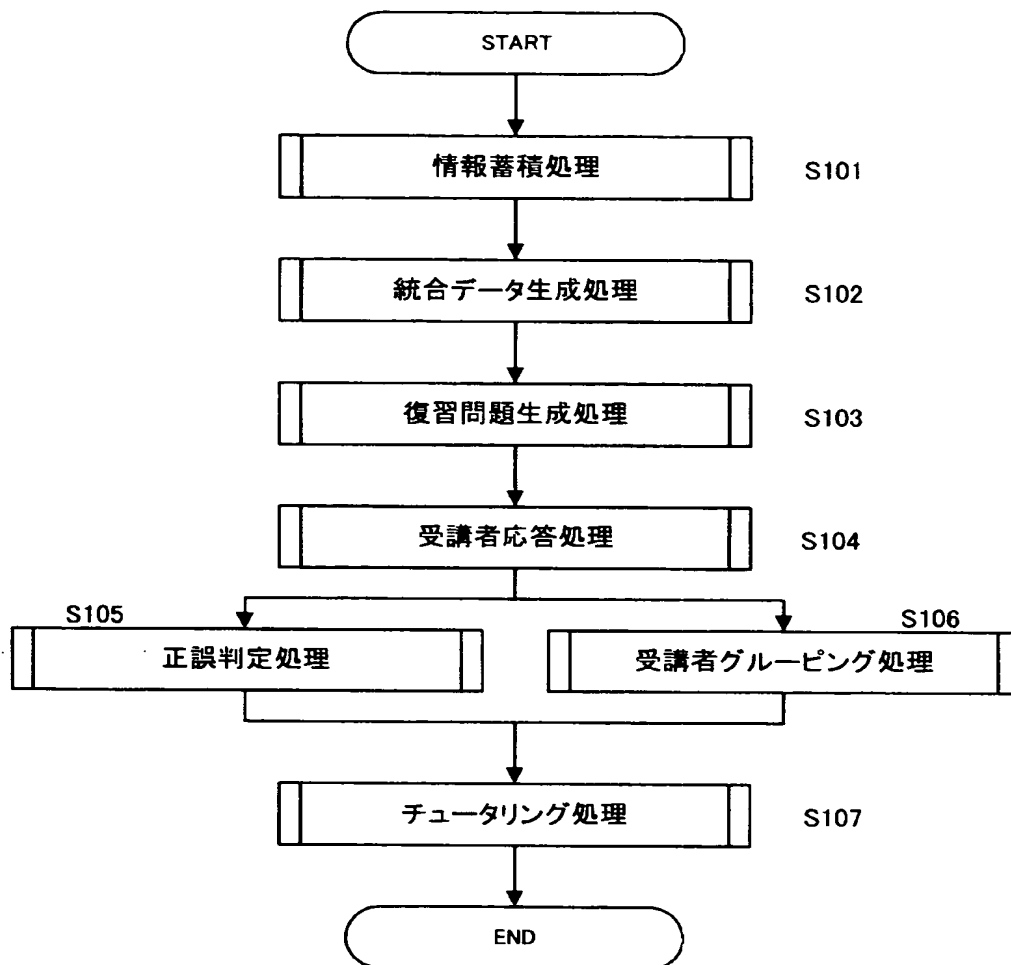 START
情報蓄積処理
S101
統合データ生成処理
S102
復習問題生成処理
S103
受講者応答処理
S104
S105
正誤判定処理
S106
受講者グルーピング処理
チュータリング処理
S107
END